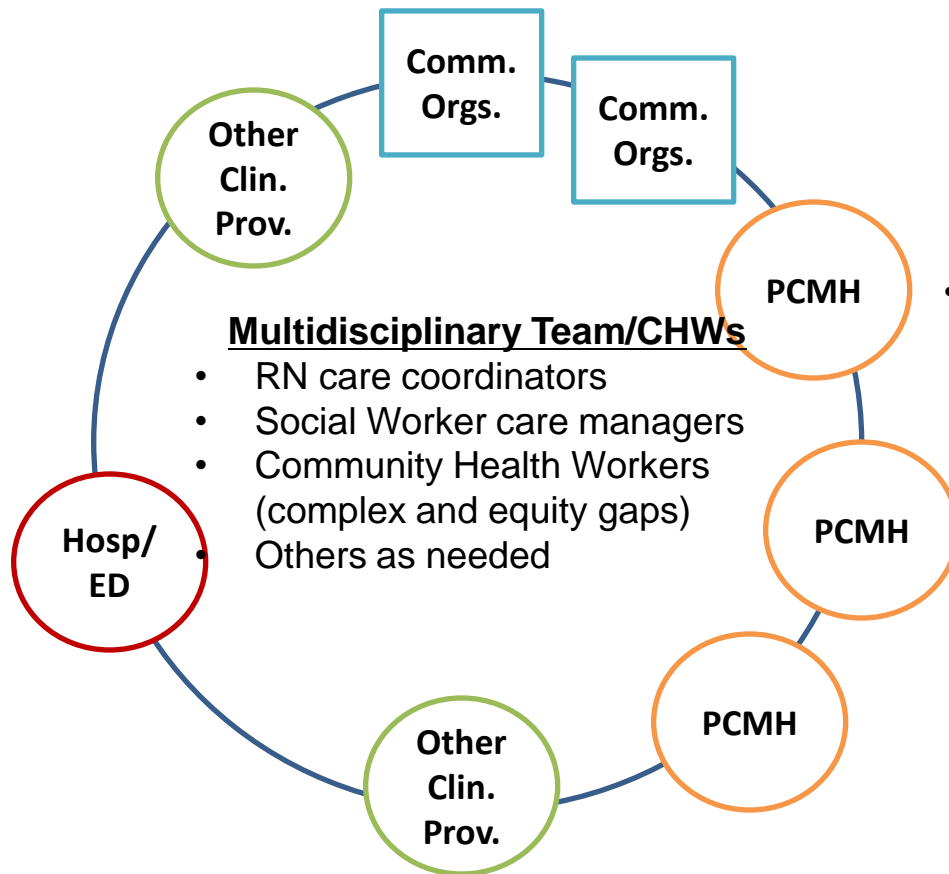 Comm.
Orgs.
Comm.
Orgs.
Other
Clin.
Prov.
PCMH
•
Multidisciplinary Team/CHWs
• RN care coordinators
• Social Worker care managers
• Community Health Workers
(complex and equity gaps)
• Others as needed
Hosp/
ED
PCMH
PCMH
Other
Clin.
Prov.